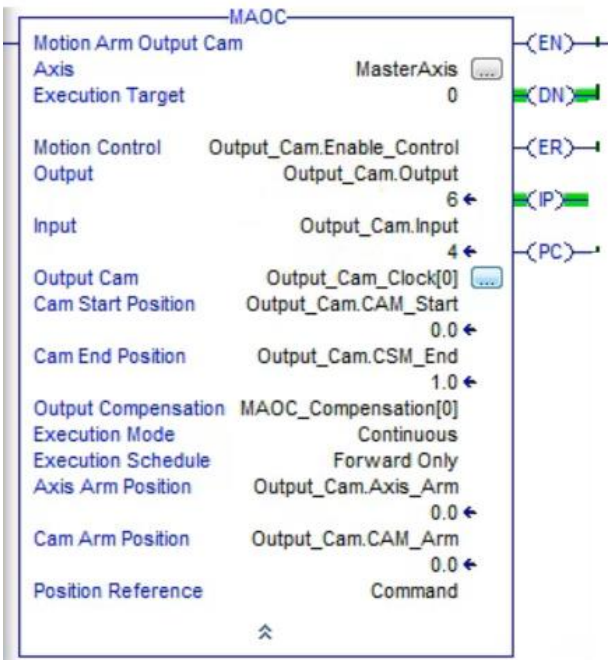 MAOC
Motion Arm Output Cam (EN)
Axis MasterAxis ...
Execution Target 0 (DN)
Motion Control Output_Cam.Enable_Control (ER)
Output Output_Cam.Output
6 (IP)
Input Output_Cam.Input
4 (PC)
Output Cam Output_Cam_Clock[0] ...
Cam Start Position Output_Cam.CAM_Start
0.0
Cam End Position Output_Cam.CSM_End
1.0
Output Compensation MAOC_Compensation[0]
Execution Mode Continuous
Execution Schedule Forward Only
Axis Arm Position Output_Cam.Axis_Arm
0.0
Cam Arm Position Output_Cam.CAM_Arm
0.0
Position Reference Command